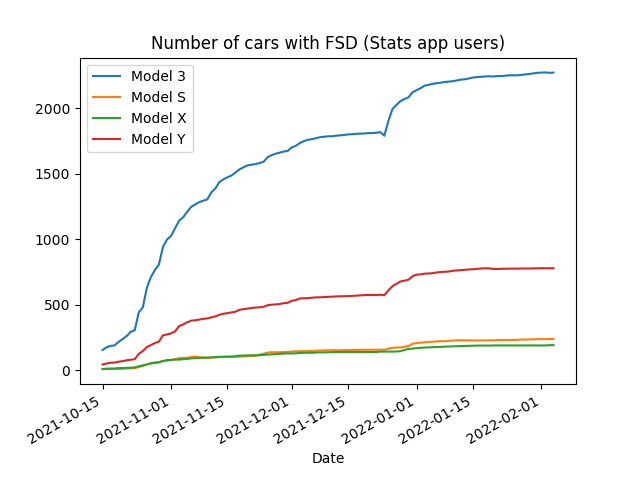 Number of cars with FSD (Stats app users)
Model 3
Model S
Model X
Model Y
2000
1500
1000
500
0
2021-10-15
2021-11-01
2021-11-15
2021-12-01
2021-12-15
2022-01-01
2022-01-15
2022-02-01
Date